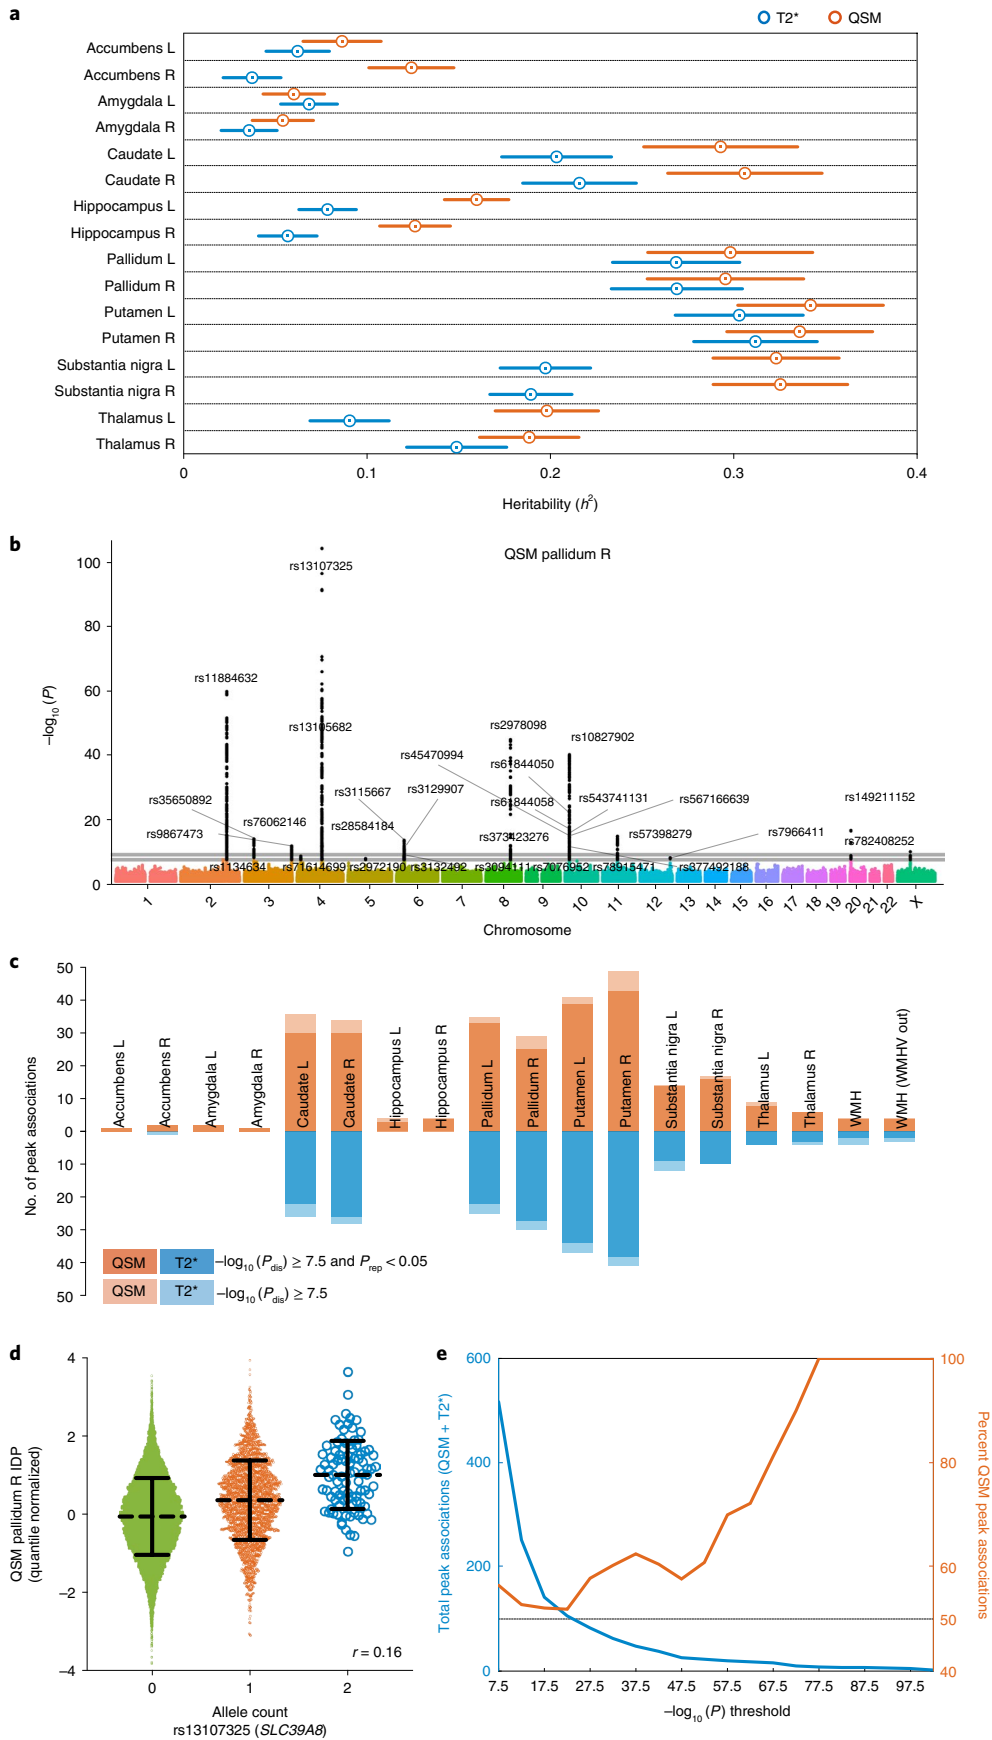 a
T2* QSM
Accumbens L
Accumbens R
Amygdala L
Amygdala R
Caudate L
Caudate R
Hippocampus L
Hippocampus R
Pallidum L
Pallidum R
Putamen L
Putamen R
Substantia nigra L
Substantia nigra R
Thalamus L
Thalamus R
0 0.1 0.2 0.3 0.4
Heritability (h²)
b
QSM pallidum R
–log₁₀ (P)
100
80
60
40
20
0
rs13107325
rs11884632
rs13105682
rs2978098
rs10827902
rs45470994
rs61844050
rs3115667
rs3129907
rs35650892
rs61844058
rs543741131
rs567166639
rs149211152
rs76062146
rs28584184
rs9867473
rs373423276
rs57398279
rs7966411
rs782408252
rs1134634
rs71614699
rs2972190
rs3132492
rs3094111
rs7076952
rs78915471
rs377492188
1 2 3 4 5 6 7 8 9 10 11 12 13 14 15 16 17 18 19 20 21 22 X
Chromosome
c
No. of peak associations
50
40
30
20
10
0
10
20
30
40
50
Accumbens L
Accumbens R
Amygdala L
Amygdala R
Caudate L
Caudate R
Hippocampus L
Hippocampus R
Pallidum L
Pallidum R
Putamen L
Putamen R
Substantia nigra L
Substantia nigra R
Thalamus L
Thalamus R
WMH
WMH (WMHV out)
QSM T2* –log₁₀ (P_dis) ≥ 7.5 and P_rep < 0.05
QSM T2* –log₁₀ (P_dis) ≥ 7.5
d
QSM pallidum R IDP
(quantile normalized)
4
2
0
–2
–4
r = 0.16
0 1 2
Allele count
rs13107325 (SLC39A8)
e
Total peak associations (QSM + T2*)
600
400
200
0
Percent QSM peak associations
100
80
60
50
40
7.5 17.5 27.5 37.5 47.5 57.5 67.5 77.5 87.5 97.5
–log₁₀ (P) threshold